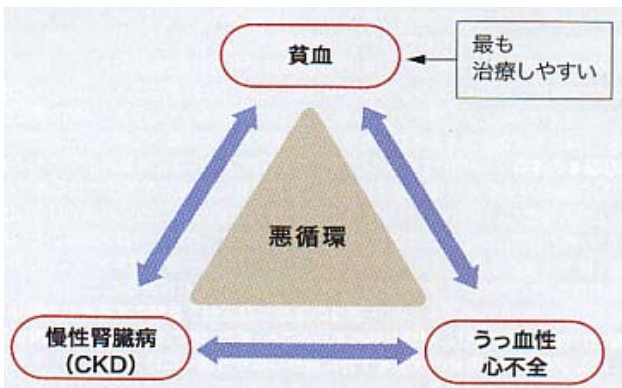 貧血
最も
治療しやすい
悪循環
慢性腎臓病
(CKD)
うっ血性
心不全